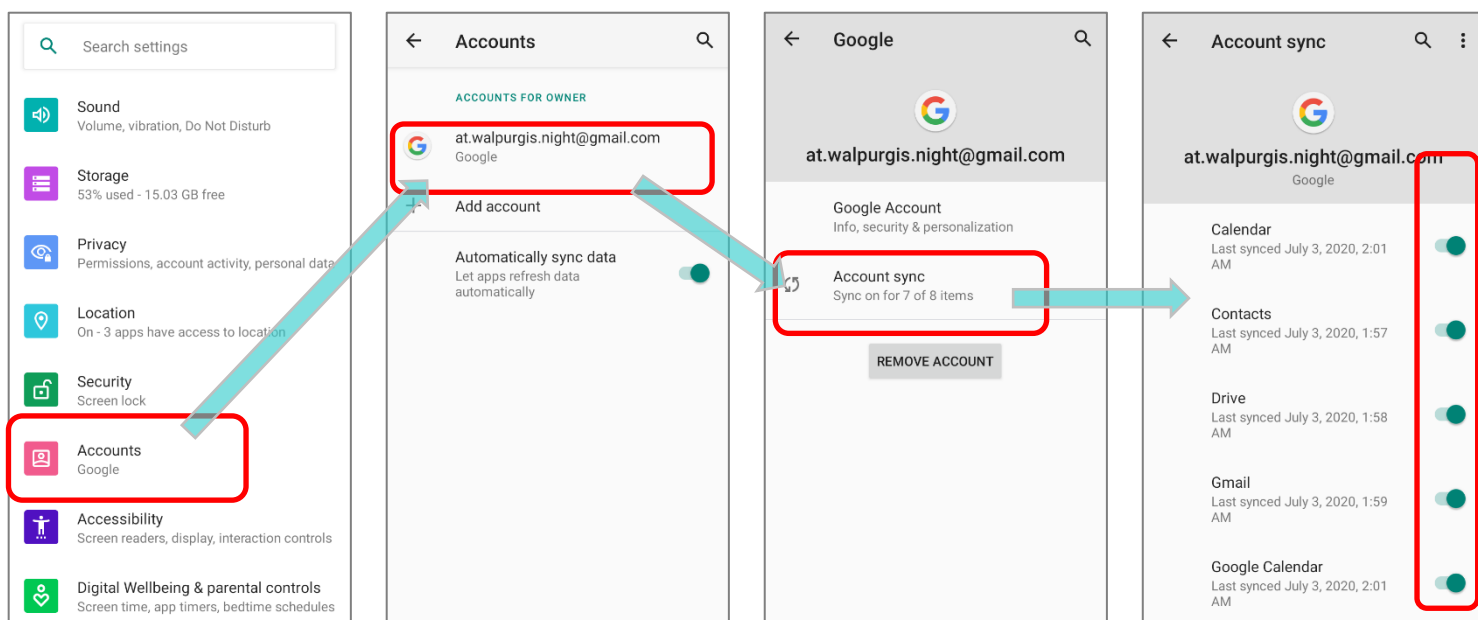 Search settings
Sound
Volume, vibration, Do Not Disturb
Storage
53% used - 15.03 GB free
Privacy
Permissions, account activity, personal data
Location
On - 3 apps have access to location
Security
Screen lock
Accounts
Google
Accessibility
Screen readers, display, interaction controls
Digital Wellbeing & parental controls
Screen time, app timers, bedtime schedules
Accounts
ACCOUNTS FOR OWNER
at.walpurgis.night@gmail.com
Google
Add account
Automatically sync data
Let apps refresh data
automatically
Google
at.walpurgis.night@gmail.com
Google Account
Info, security & personalization
Account sync
Sync on for 7 of 8 items
REMOVE ACCOUNT
Account sync
at.walpurgis.night@gmail.com
Google
Calendar
Last synced July 3, 2020, 2:01
AM
Contacts
Last synced July 3, 2020, 1:57
AM
Drive
Last synced July 3, 2020, 1:58
AM
Gmail
Last synced July 3, 2020, 1:59
AM
Google Calendar
Last synced July 3, 2020, 2:01
AM